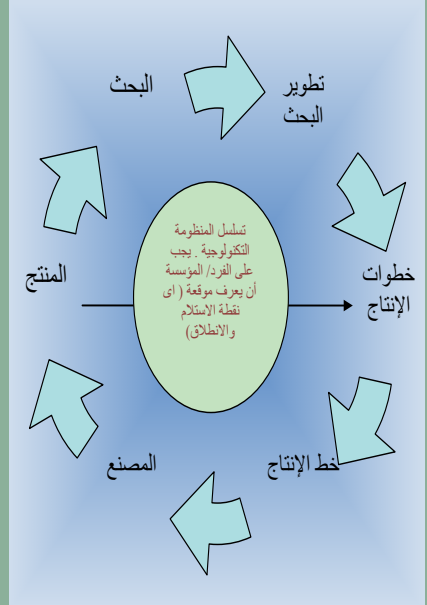 البحث
تطوير
البحث
خطوات
الإنتاج
خط الإنتاج
المصنع
المنتج
تسلسل المنظومة
التكنولوجية . يجب
على الفرد/ المؤسسة
أن يعرف موقعة ( اى
نقطة الاستلام
والانطلاق)